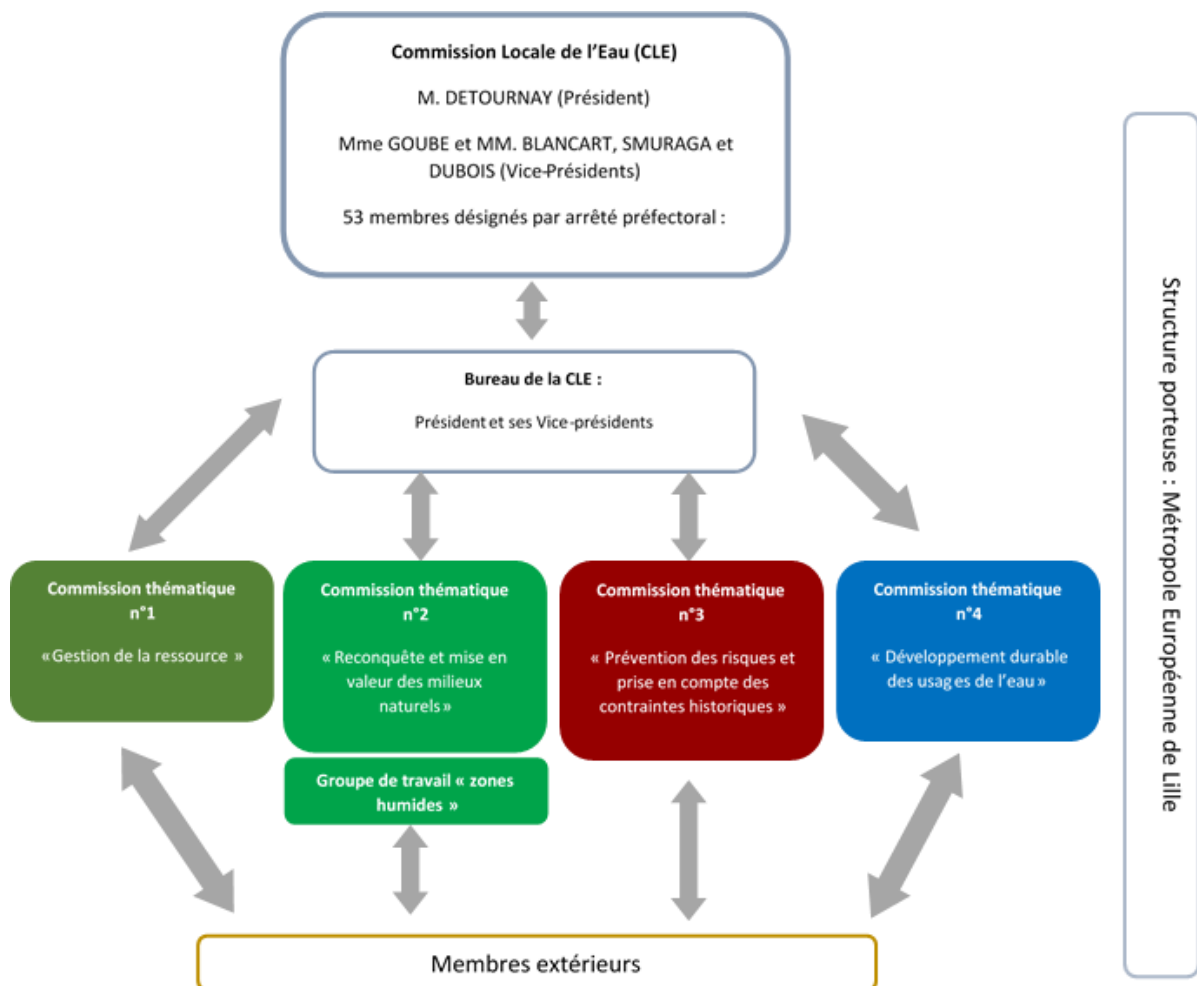 Commission Locale de l’Eau (CLE)
M. DETOURNAY (Président)
Mme GOUBE et MM. BLANCART, SMURAGA et
DUBOIS (Vice-Présidents)
53 membres désignés par arrêté préfectoral :
Bureau de la CLE :
Président et ses Vice-présidents
Commission thématique
n°1
« Gestion de la ressource »
Commission thématique
n°2
« Reconquête et mise en
valeur des milieux
naturels »
Groupe de travail « zones
humides »
Commission thématique
n°3
« Prévention des risques et
prise en compte des
contraintes historiques »
Commission thématique
n°4
« Développement durable
des usages de l’eau »
Membres extérieurs
Structure porteuse : Métropole Européenne de Lille